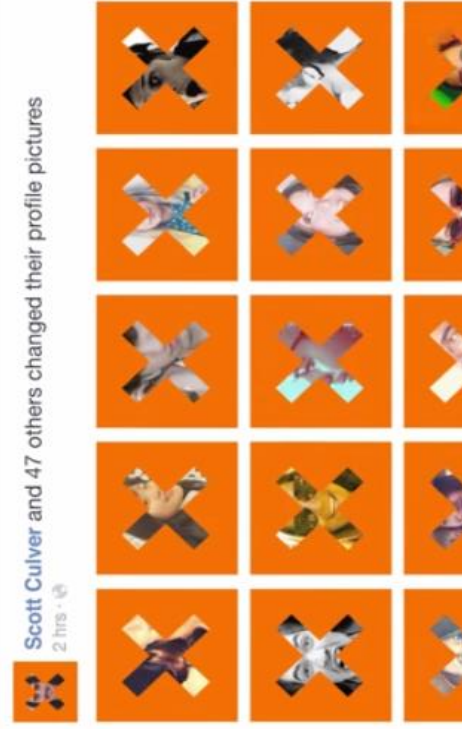 Scott Culver and 47 others changed their profile pictures
2 hrs ·